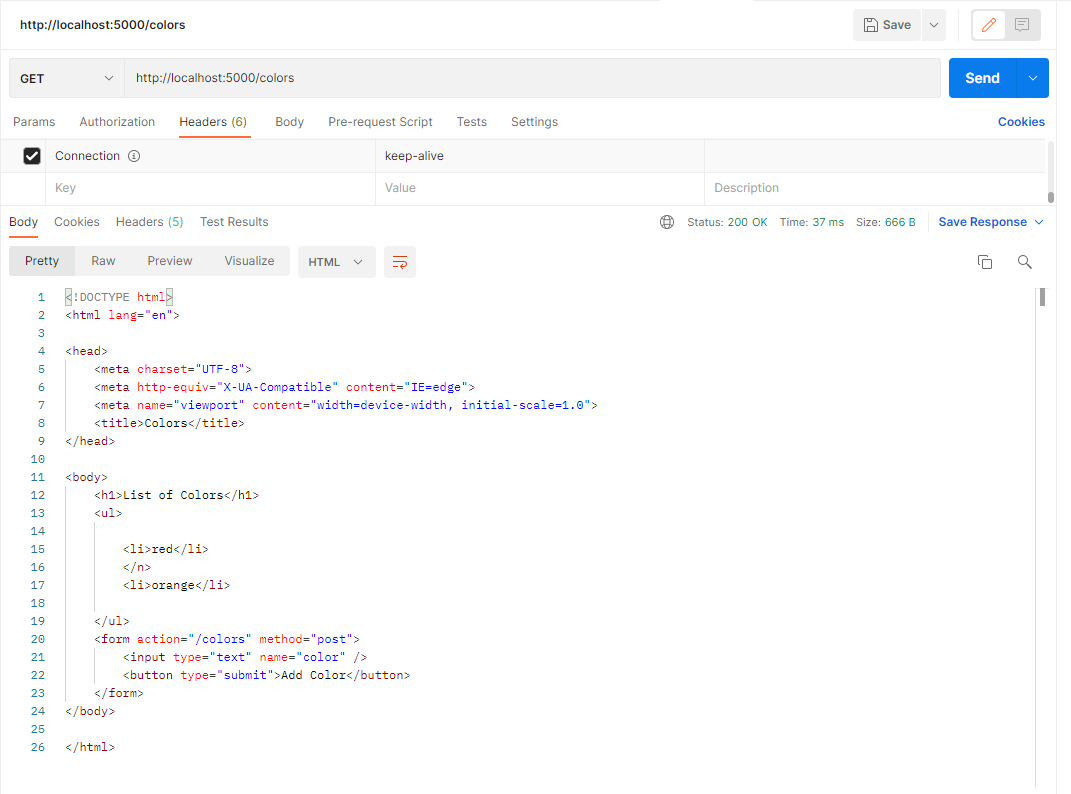 http://localhost:5000/colors Save
GET http://localhost:5000/colors Send
Params Authorization Headers (6) Body Pre-request Script Tests Settings Cookies
Connection keep-alive
Key Value Description
Body Cookies Headers (5) Test Results Status: 200 OK Time: 37 ms Size: 666 B Save Response
Pretty Raw Preview Visualize HTML
1 <!DOCTYPE html>
2 <html lang="en">
3
4 <head>
5 <meta charset="UTF-8">
6 <meta http-equiv="X-UA-Compatible" content="IE=edge">
7 <meta name="viewport" content="width=device-width, initial-scale=1.0">
8 <title>Colors</title>
9 </head>
10
11 <body>
12 <h1>List of Colors</h1>
13 <ul>
14
15 <li>red</li>
16 </n>
17 <li>orange</li>
18
19 </ul>
20 <form action="/colors" method="post">
21 <input type="text" name="color" />
22 <button type="submit">Add Color</button>
23 </form>
24 </body>
25
26 </html>